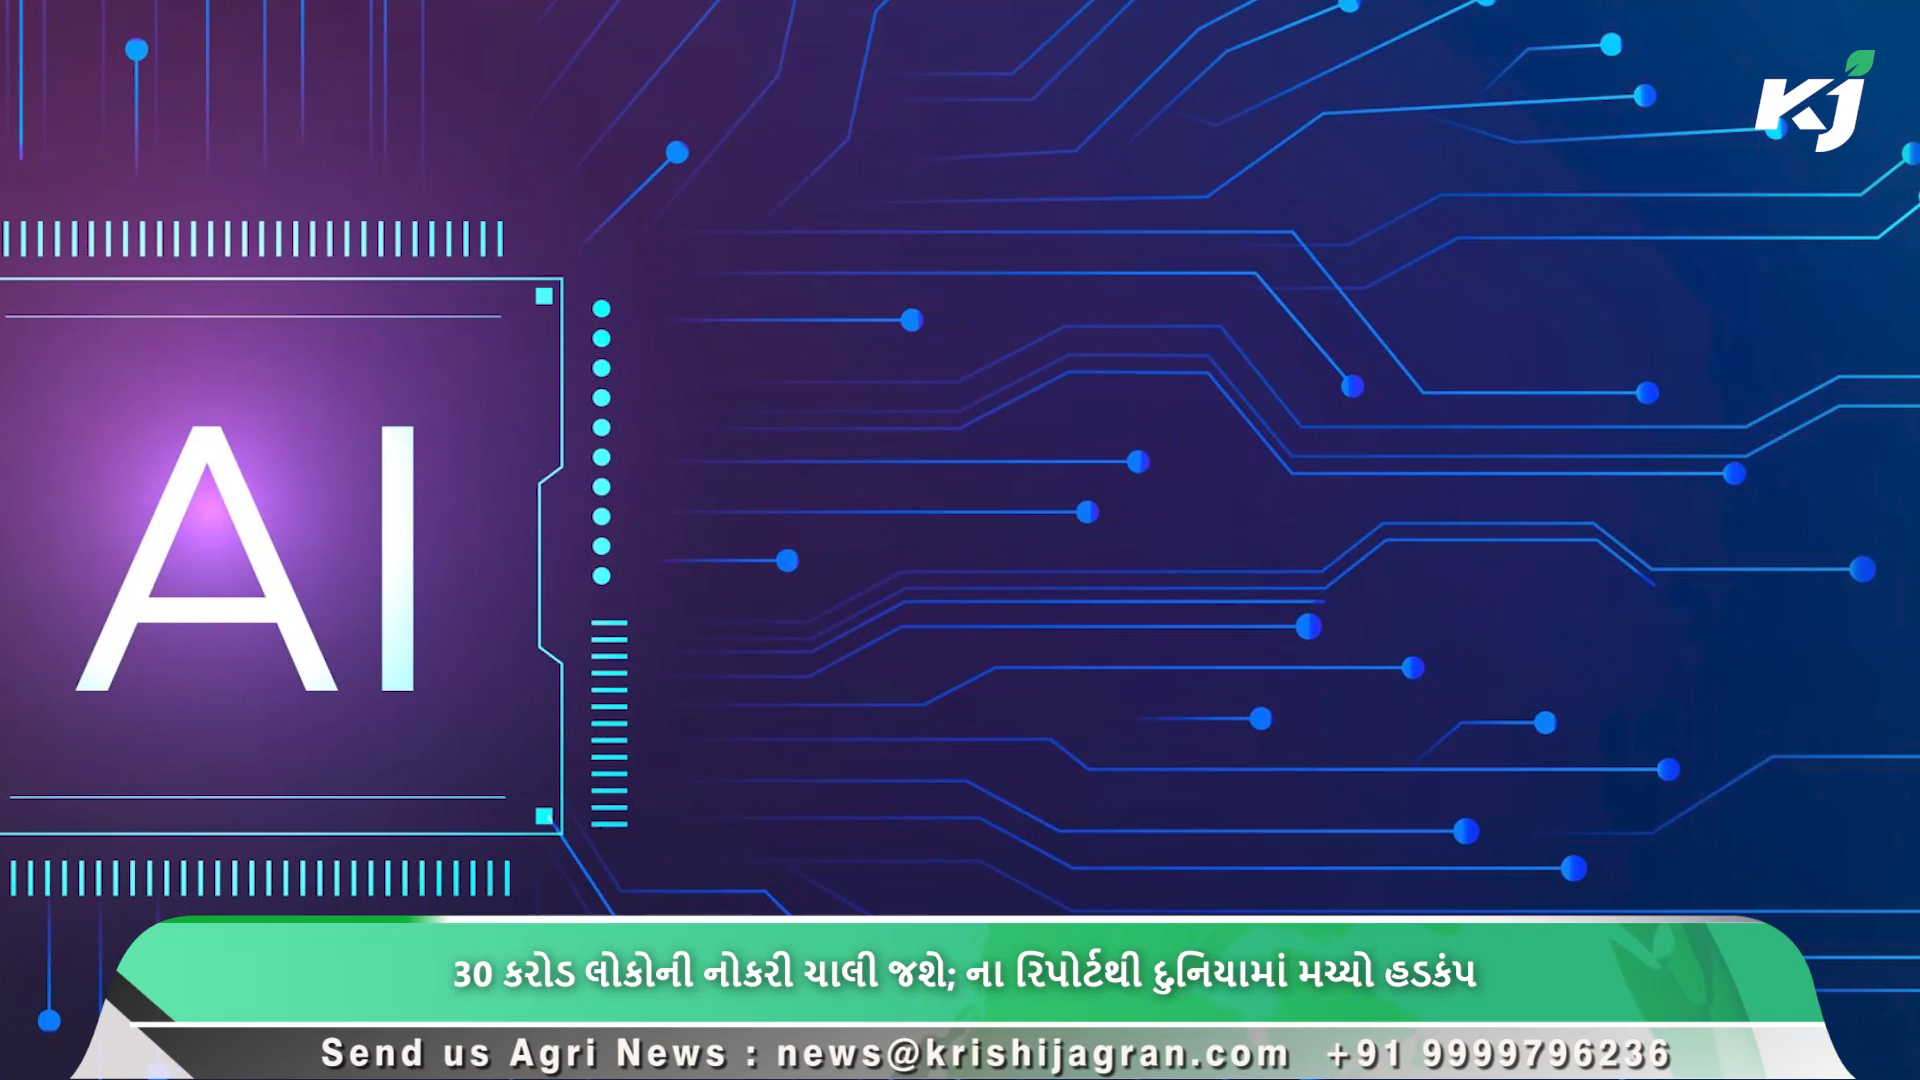 KJ
AI
30 કરોડ લોકોની નોકરી ચાલી જશે; ના રિપોર્ટથી દુનિયામાં મચ્યો હડકંપ
Send us Agri News : news@krishijagran.com +91 9999796236